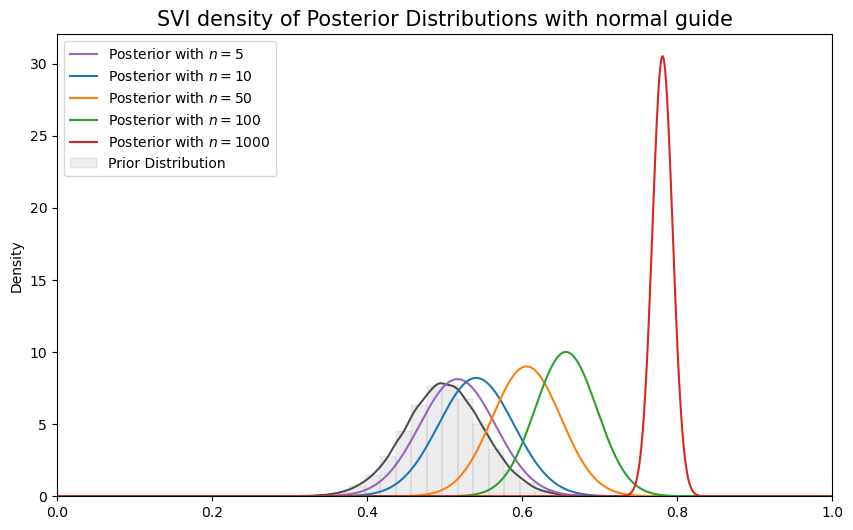 SVI density of Posterior Distributions with normal guide
Posterior with n = 5
Posterior with n = 10
Posterior with n = 50
Posterior with n = 100
Posterior with n = 1000
Prior Distribution
Density
30
25
20
15
10
5
0
0.0 0.2 0.4 0.6 0.8 1.0